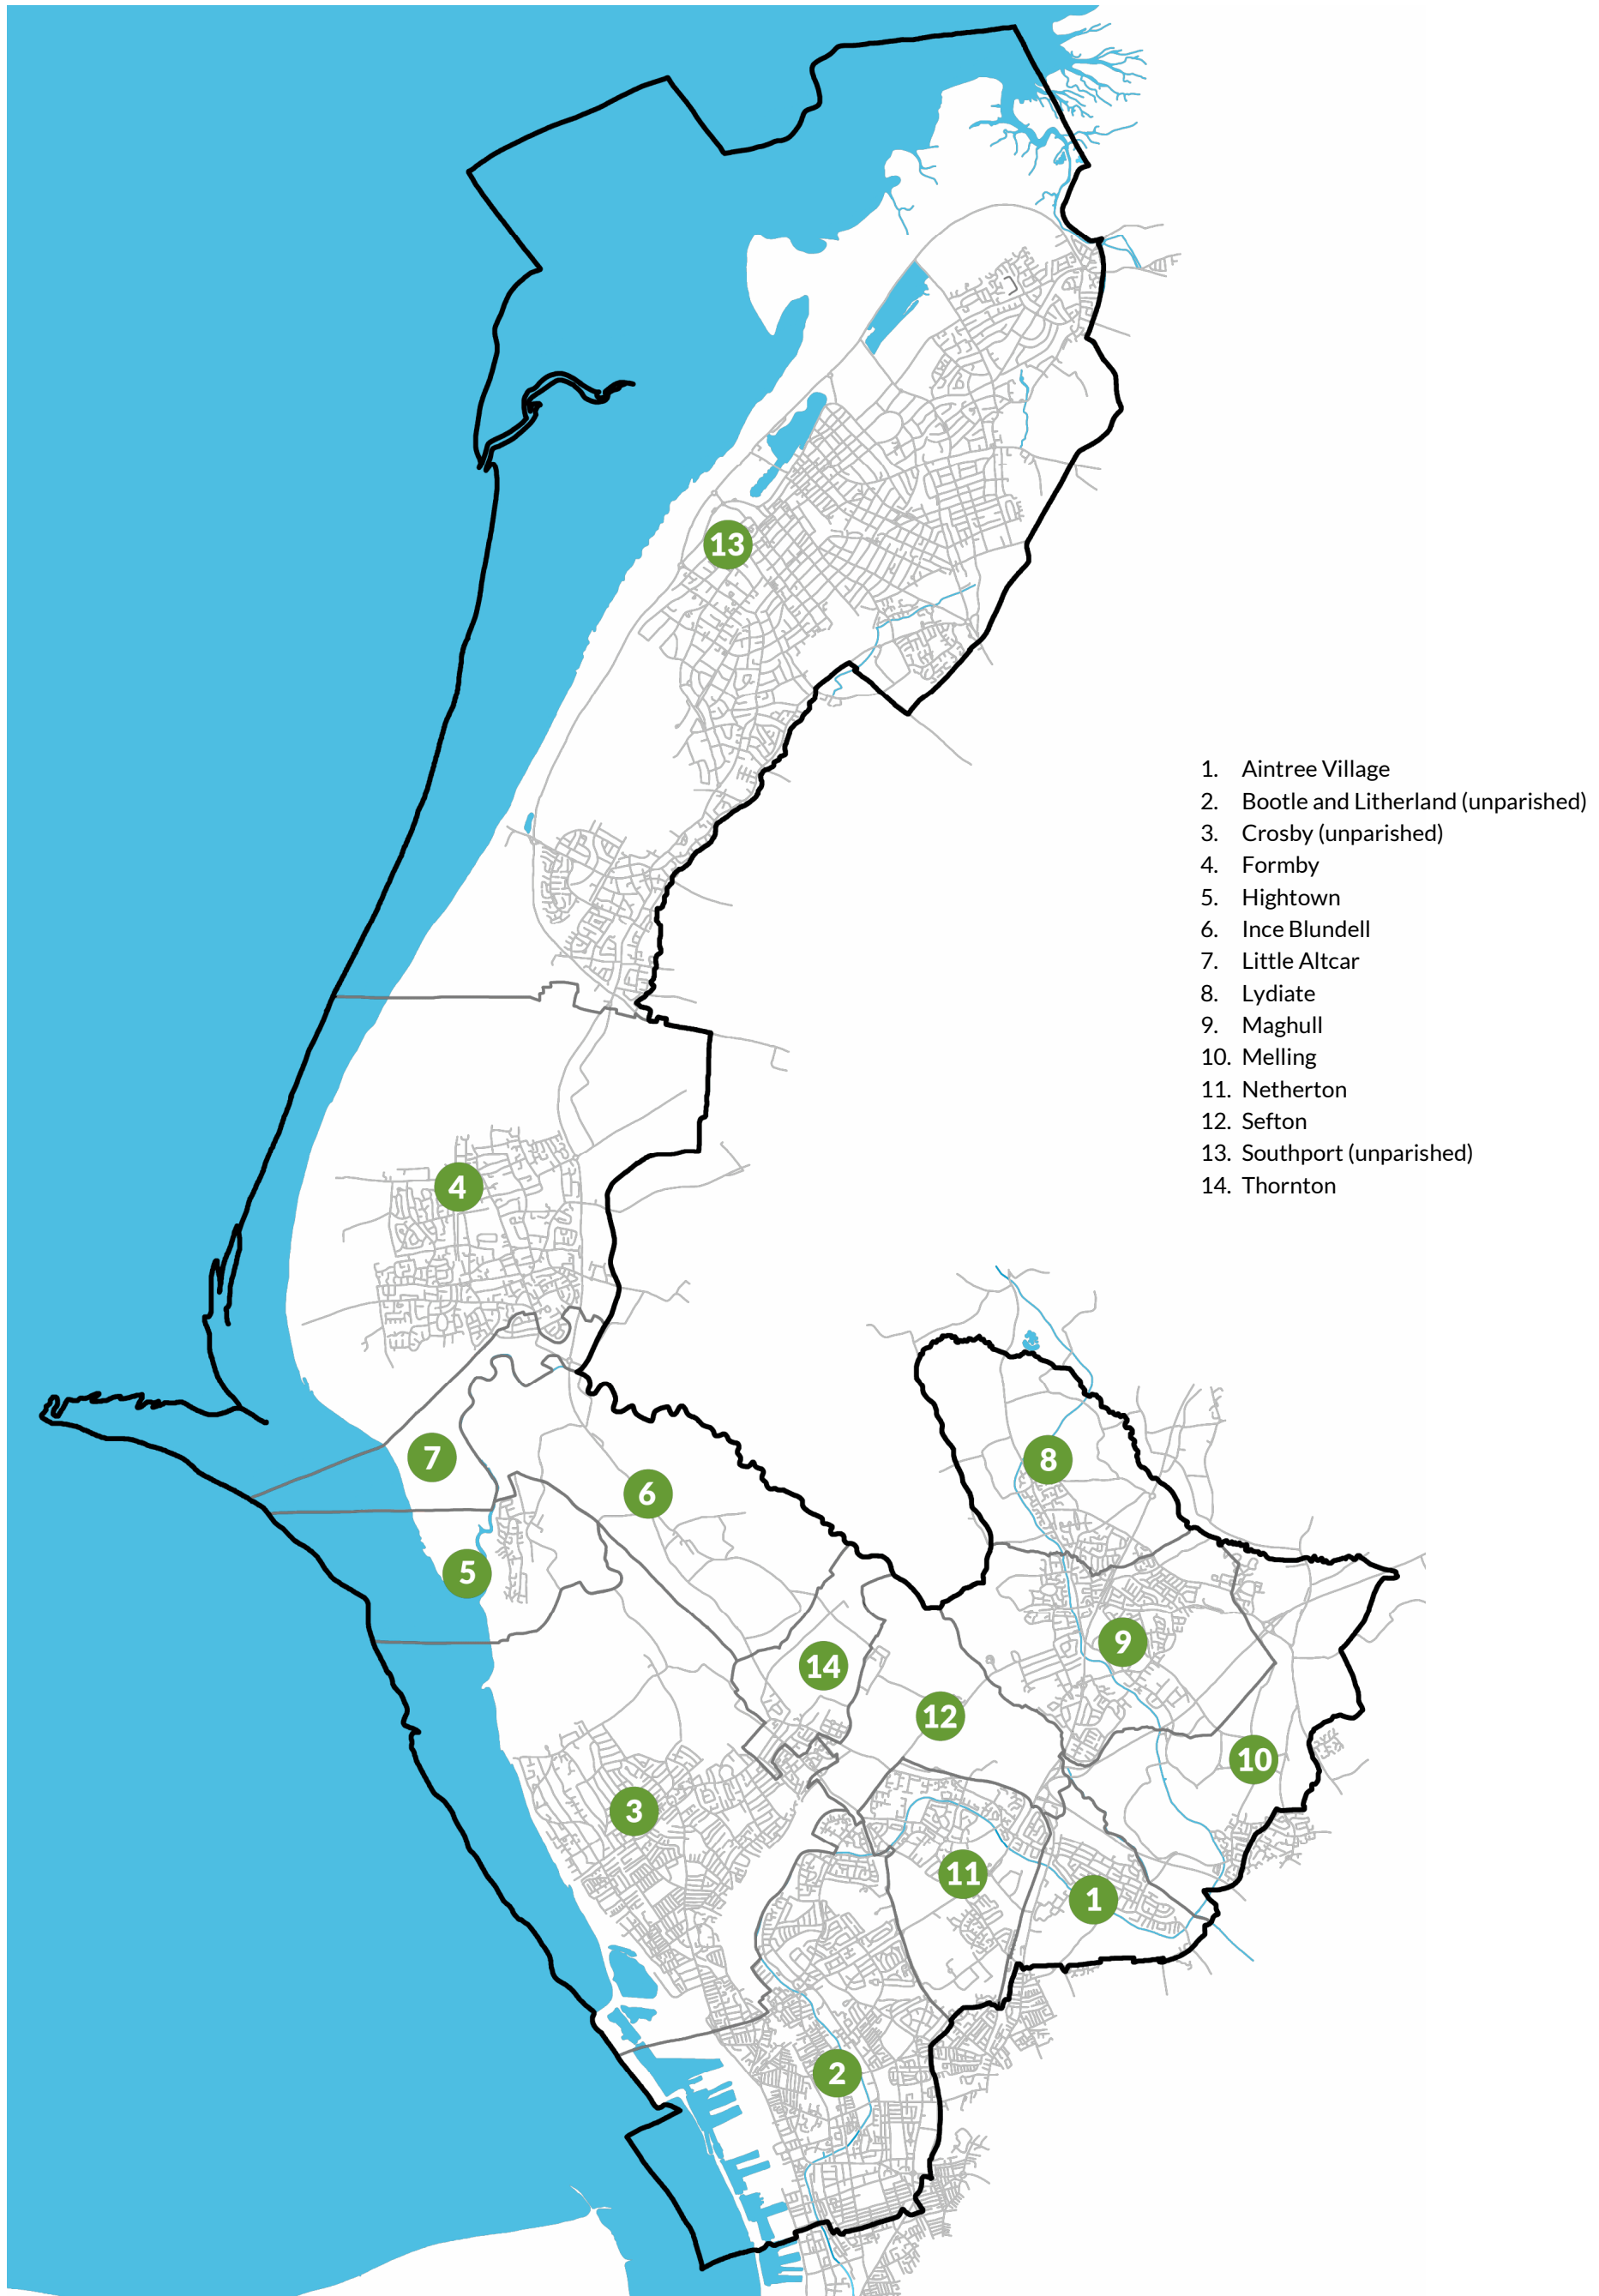 13
1. Aintree Village
2. Bootle and Litherland (unparished)
3. Crosby (unparished)
4. Formby
5. Hightown
6. Ince Blundell
7. Little Altcar
8. Lydiate
9. Maghull
10. Melling
11. Netherton
12. Sefton
13. Southport (unparished)
14. Thornton
4
7
8
6
5
9
14
12
10
3
11
1
2